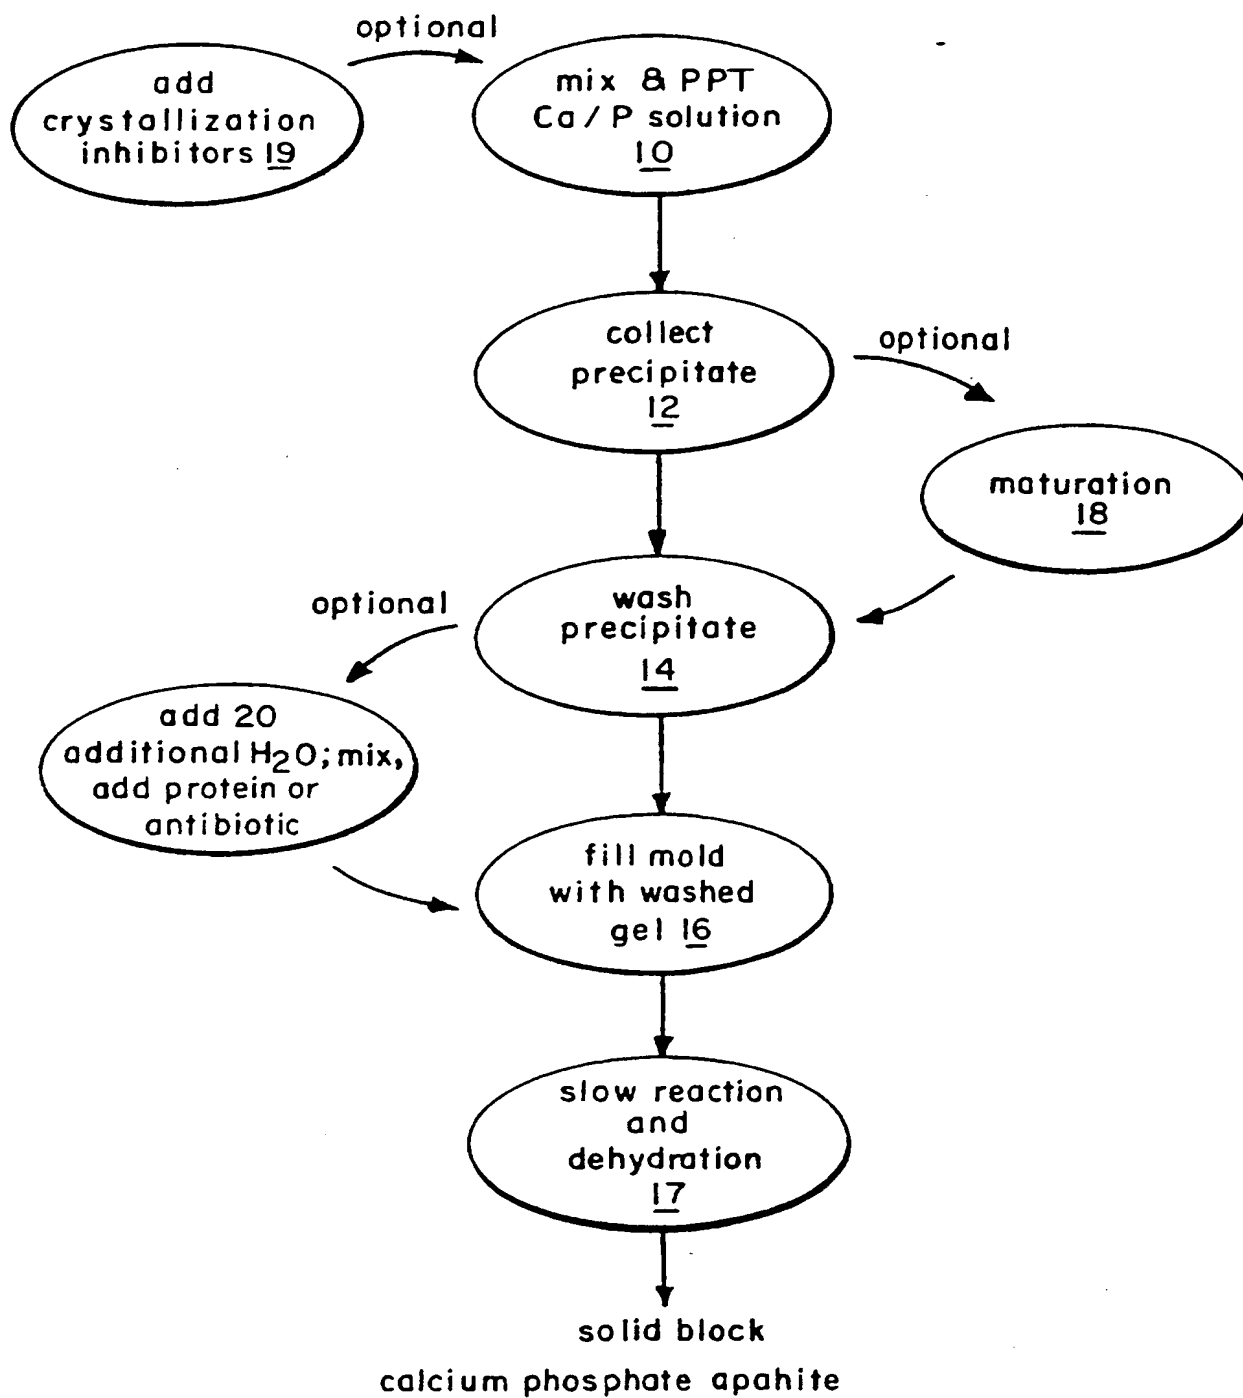 optional
add
crystallization
inhibitors 19
mix & PPT
Ca/P solution
10
collect
precipitate
12
optional
maturation
18
optional
wash
precipitate
14
add 20
additional H₂O; mix,
add protein or
antibiotic
fill mold
with washed
gel 16
slow reaction
and
dehydration
17
solid block
calcium phosphate apahite